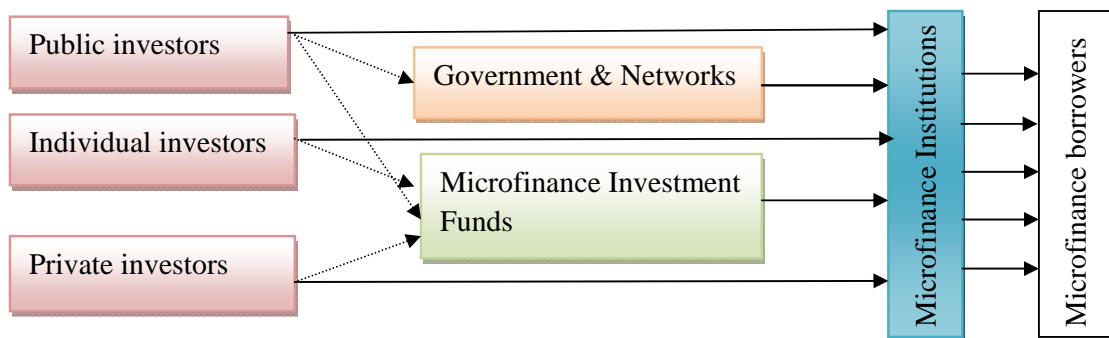 Public investors
Government & Networks
Individual investors
Microfinance Investment
Funds
Private investors
Microfinance Institutions
Microfinance borrowers